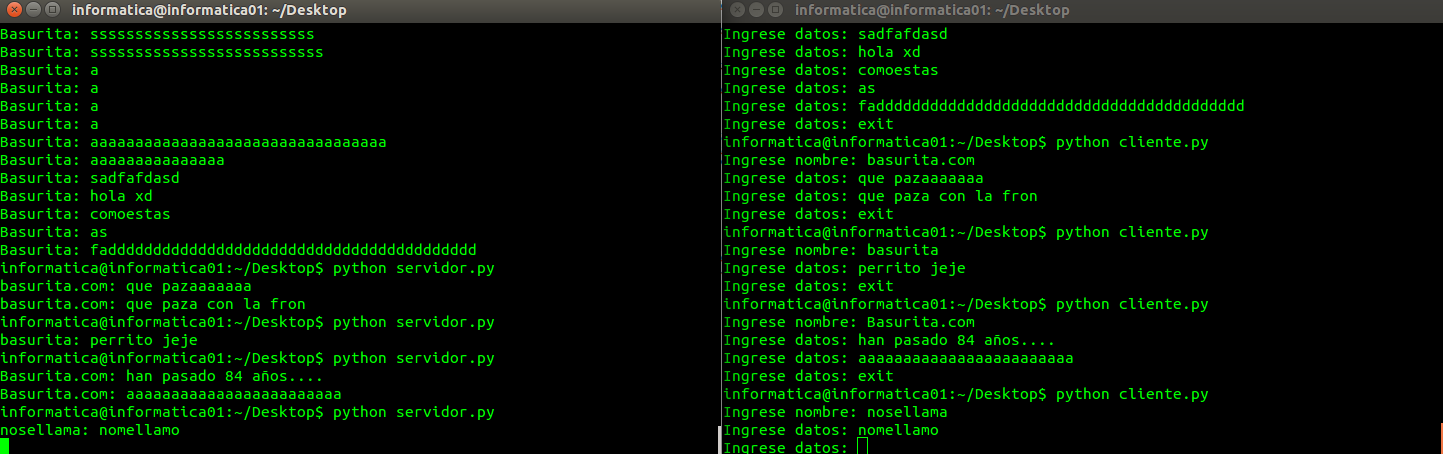 informatica@informatica01: ~/Desktop
Basurita: sssssssssssssssssssssssss
Basurita: ssssssssssssssssssssssssss
Basurita: a
Basurita: a
Basurita: a
Basurita: a
Basurita: aaaaaaaaaaaaaaaaaaaaaaaaaaaaaaaaa
Basurita: aaaaaaaaaaaaaaa
Basurita: sadfafdasd
Basurita: hola xd
Basurita: comoestas
Basurita: as
Basurita: faddddddddddddddddddddddddddddddddddddddddd
informatica@informatica01:~/Desktop$ python servidor.py
basurita.com: que pazaaaaaaa
basurita.com: que paza con la fron
informatica@informatica01:~/Desktop$ python servidor.py
basurita: perrito jeje
informatica@informatica01:~/Desktop$ python servidor.py
Basurita.com: han pasado 84 años....
Basurita.com: aaaaaaaaaaaaaaaaaaaaaaaa
informatica@informatica01:~/Desktop$ python servidor.py
nosellama: nomellamo
informatica@informatica01: ~/Desktop
Ingrese datos: sadfafdasd
Ingrese datos: hola xd
Ingrese datos: comoestas
Ingrese datos: as
Ingrese datos: faddddddddddddddddddddddddddddddddddddddddd
Ingrese datos: exit
informatica@informatica01:~/Desktop$ python cliente.py
Ingrese nombre: basurita.com
Ingrese datos: que pazaaaaaaa
Ingrese datos: que paza con la fron
Ingrese datos: exit
informatica@informatica01:~/Desktop$ python cliente.py
Ingrese nombre: basurita
Ingrese datos: perrito jeje
Ingrese datos: exit
informatica@informatica01:~/Desktop$ python cliente.py
Ingrese nombre: Basurita.com
Ingrese datos: han pasado 84 años....
Ingrese datos: aaaaaaaaaaaaaaaaaaaaaaaa
Ingrese datos: exit
informatica@informatica01:~/Desktop$ python cliente.py
Ingrese nombre: nosellama
Ingrese datos: nomellamo
Ingrese datos: